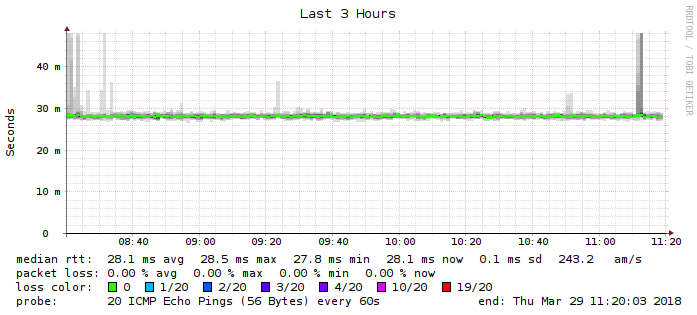 Last 3 Hours
RRDTOOL / TOBI OETIKER
Seconds
40 m
30 m
20 m
10 m
0
08:40 09:00 09:20 09:40 10:00 10:20 10:40 11:00 11:20
median rtt: 28.1 ms avg 28.5 ms max 27.8 ms min 28.1 ms now 0.1 ms sd 243.2 am/s
packet loss: 0.00 % avg 0.00 % max 0.00 % min 0.00 % now
loss color: 0 1/20 2/20 3/20 4/20 10/20 19/20
probe: 20 ICMP Echo Pings (56 Bytes) every 60s end: Thu Mar 29 11:20:03 2018